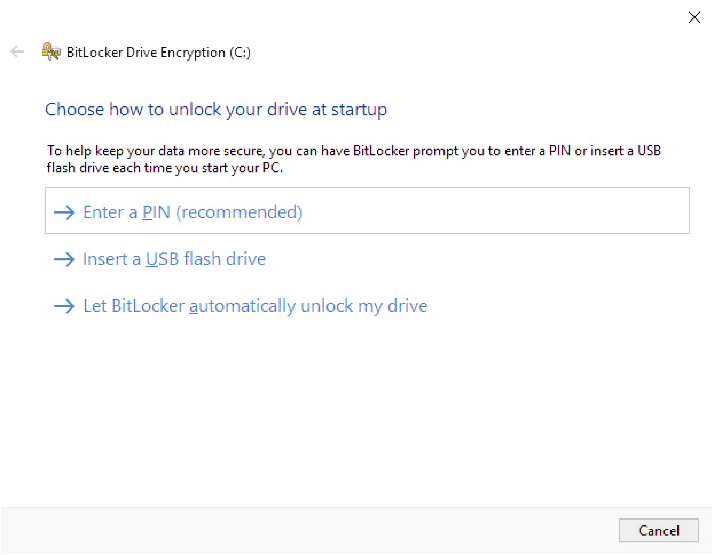 BitLocker Drive Encryption (C:)
Choose how to unlock your drive at startup
To help keep your data more secure, you can have BitLocker prompt you to enter a PIN or insert a USB
flash drive each time you start your PC.
Enter a PIN (recommended)
Insert a USB flash drive
Let BitLocker automatically unlock my drive
Cancel